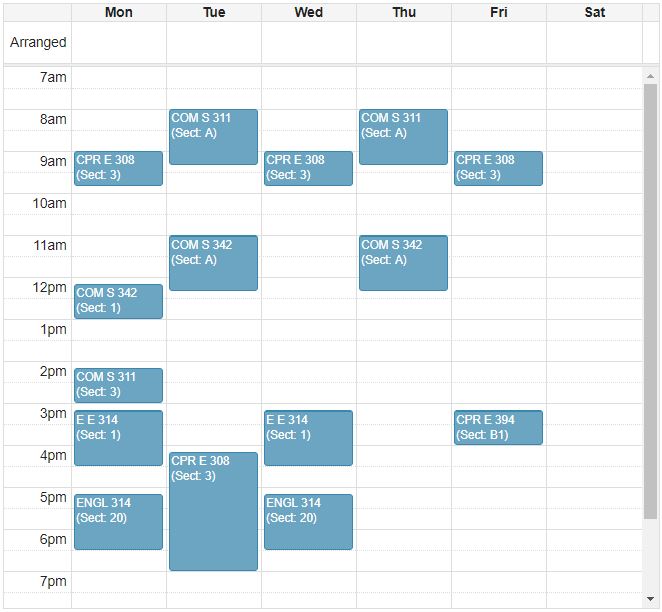 Mon Tue Wed Thu Fri Sat
Arranged
7am
8am
COM S 311
(Sect: A)
COM S 311
(Sect: A)
9am
CPR E 308
(Sect: 3)
CPR E 308
(Sect: 3)
CPR E 308
(Sect: 3)
10am
11am
COM S 342
(Sect: A)
COM S 342
(Sect: A)
12pm
COM S 342
(Sect: 1)
1pm
2pm
COM S 311
(Sect: 3)
3pm
E E 314
(Sect: 1)
E E 314
(Sect: 1)
CPR E 394
(Sect: B1)
4pm
CPR E 308
(Sect: 3)
5pm
ENGL 314
(Sect: 20)
ENGL 314
(Sect: 20)
6pm
7pm